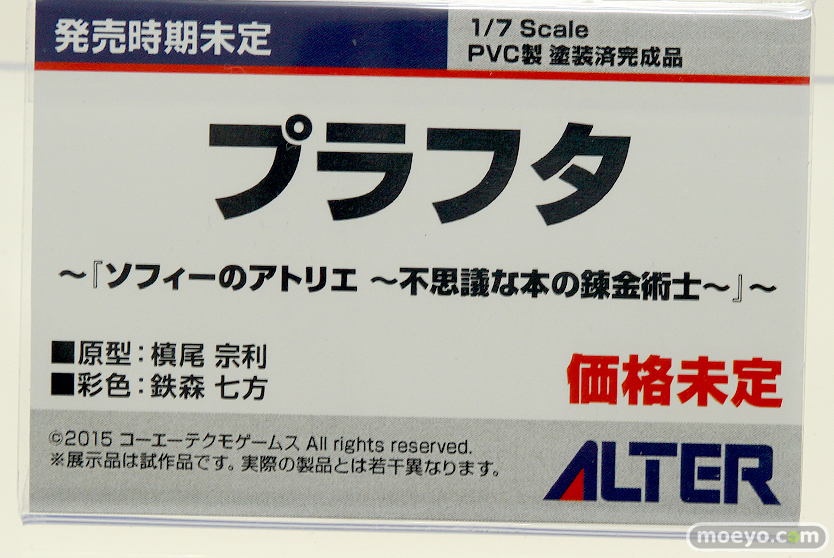 発売時期未定
1/7 Scale
PVC製 塗装済完成品
プラフタ
～『ソフィーのアトリエ ～不思議な本の錬金術士～』～
■原型：槙尾 宗利
■彩色：鉄森 七方
価格未定
©2015 コーエーテクモゲームス All rights reserved.
※展示品は試作品です。実際の製品とは若干異なります。
ALTER
moeyo.com